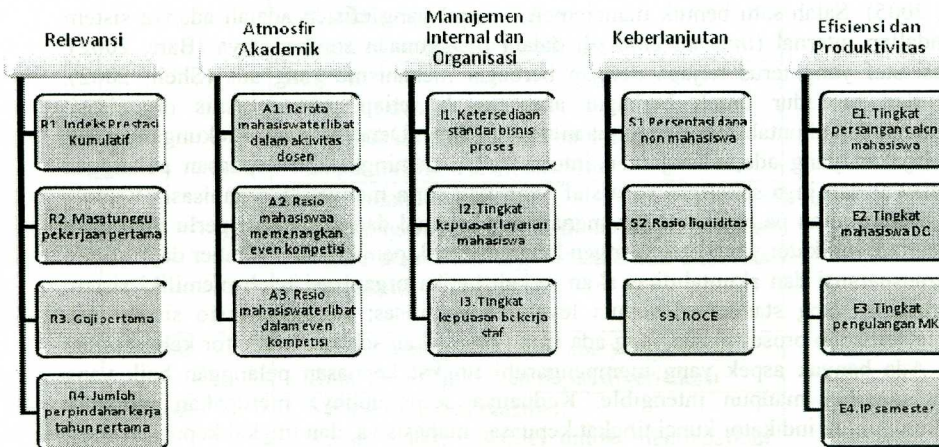 Relevansi
R1. Indeks Prestasi
Kumulatif
R2. Masa tunggu
pekerjaan pertama
R3. Gaji pertama
R4. Jumlah
perpindahan kerja
tahun pertama
Atmosfir
Akademik
A1. Rerata
mahasiswa terlibat
dalam aktivitas
dosen
A2. Rasio
mahasiswaa
memenangkan
even kompetisi
A3. Rasio
mahasiswa terlibat
dalam even
kompetisi
Manajemen
Internal dan
Organisasi
I1. Ketersediaan
standar bisnis
proses
I2. Tingkat
kepuasan layanan
mahasiswa
I3. Tingkat
kepuasan bekerja
staf
Keberlanjutan
S1. Persentasi dana
non mahasiswa
S2. Rasio liquiditas
S3. ROCE
Efisiensi dan
Produktivitas
E1. Tingkat
persaingan calon
mahasiswa
E2. Tingkat
mahasiswa DO
E3. Tingkat
pengulangan MK
E4. IP semester